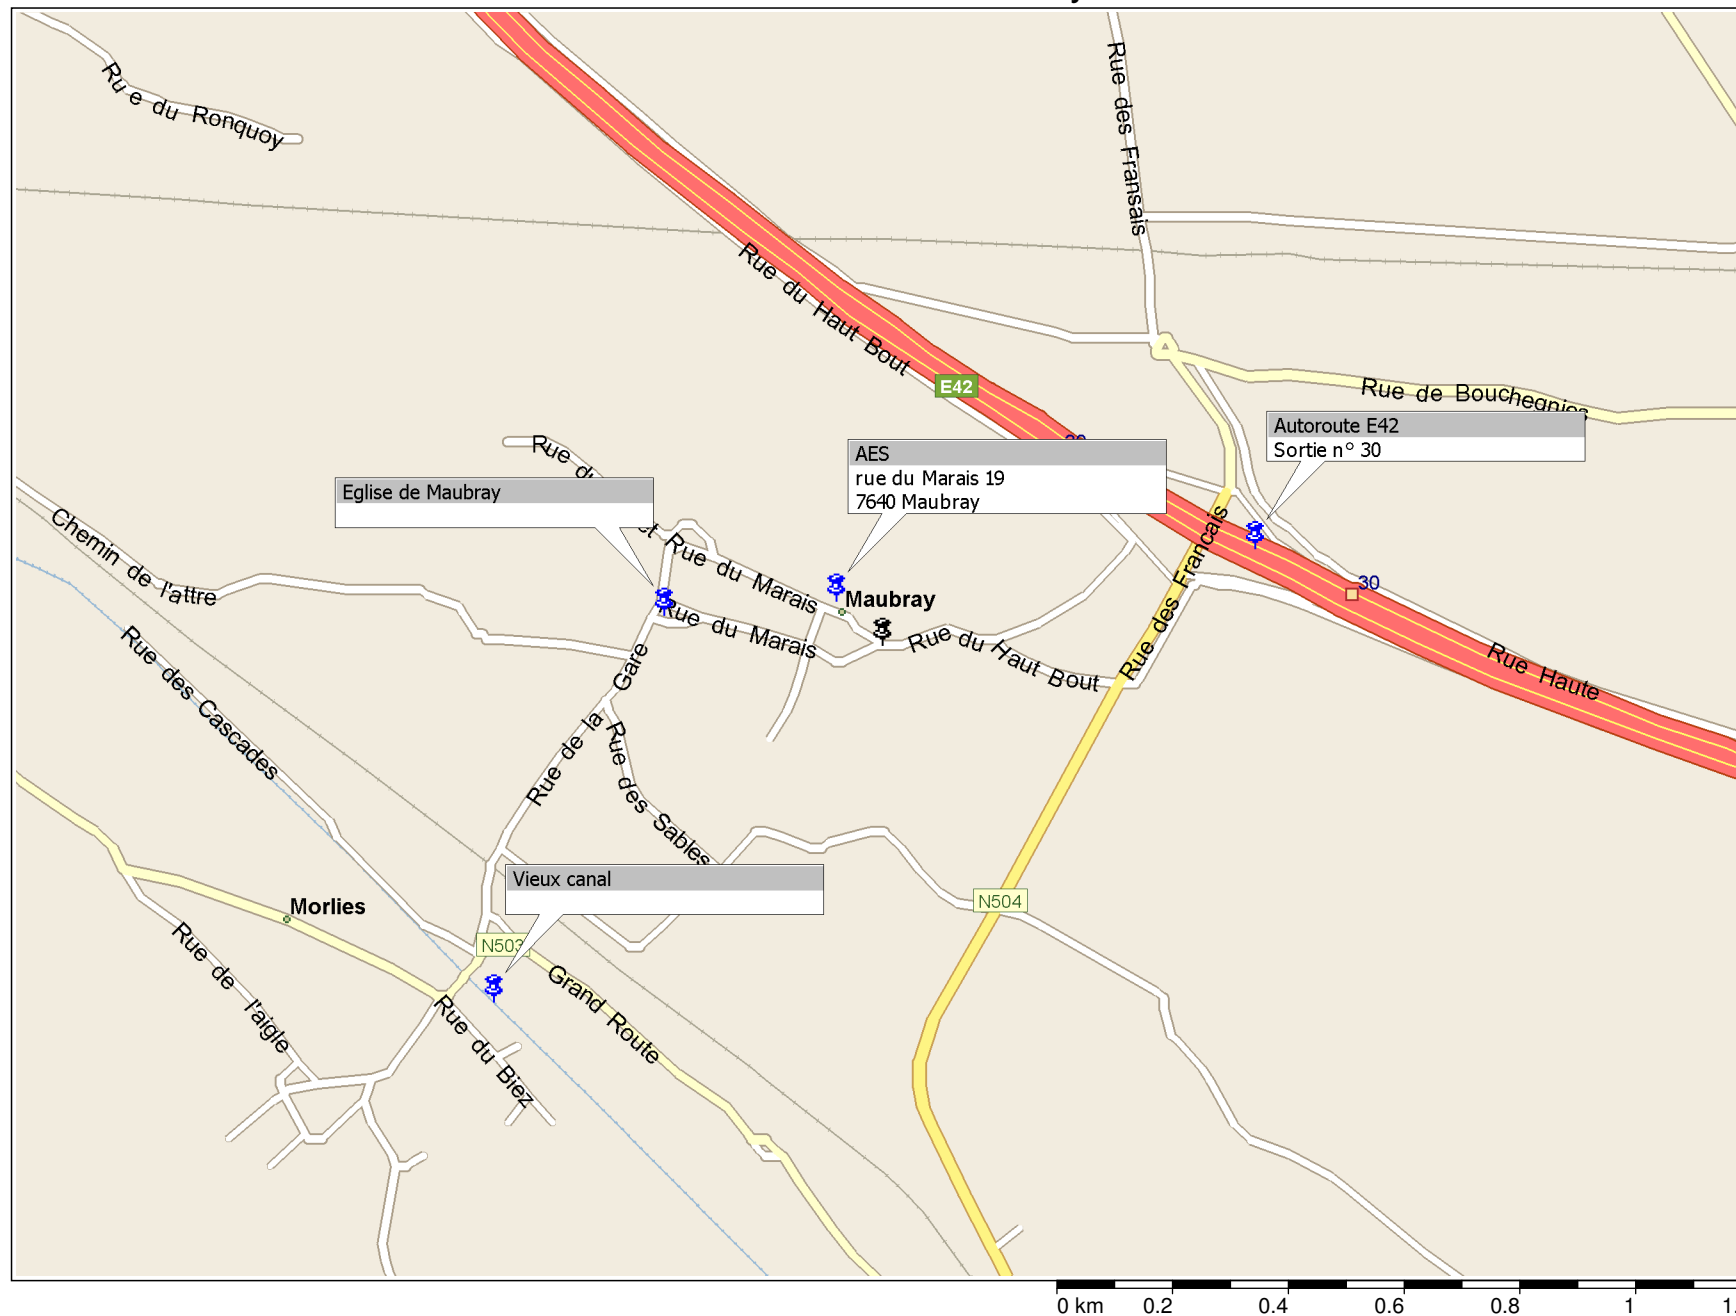 Rue du Ronquoy
Rue des Fransais
Rue du Haut Bout
E42
Rue de Bouchegnies
Autoroute E42
Sortie n° 30
AES
rue du Marais 19
7640 Maubray
Rue du
Eglise de Maubray
et Rue du Marais
Chemin de l'attre
30
Maubray
Rue du Marais
Rue du Haut Bout
Rue des Francais
Rue Haute
Rue des Cascades
Rue de la Gare
Rue des Sables
Vieux canal
Morlies
N504
N503
Rue de l'aigle
Grand Route
Rue du Biez
0 km 0.2 0.4 0.6 0.8 1